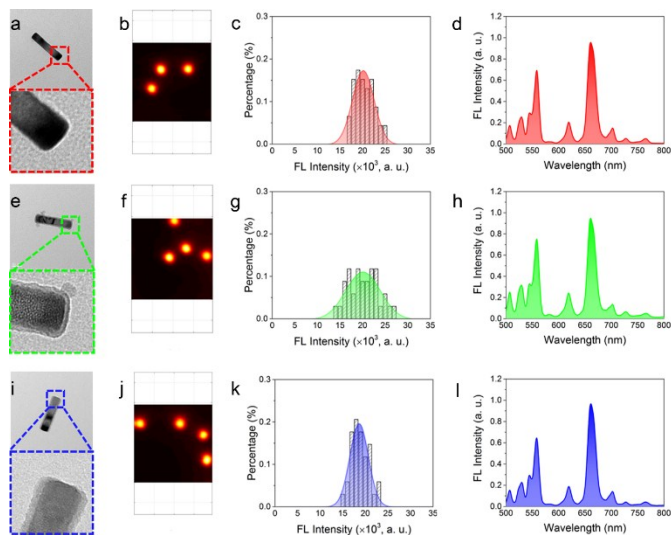 a
b
c
d
Percentage (%)
0.3
0.2
0.1
0.0
0 5 10 15 20 25 30 35
FL Intensity (×10³, a. u.)
FL Intensity (a. u.)
1.2
1.0
0.8
0.6
0.4
0.2
0.0
500 550 600 650 700 750 800
Wavelength (nm)
e
f
g
h
Percentage (%)
0.3
0.2
0.1
0.0
0 5 10 15 20 25 30 35
FL Intensity (×10³, a. u.)
FL Intensity (a. u.)
1.2
1.0
0.8
0.6
0.4
0.2
0.0
500 550 600 650 700 750 800
Wavelength (nm)
i
j
k
l
Percentage (%)
0.3
0.2
0.1
0.0
0 5 10 15 20 25 30 35
FL Intensity (×10³, a. u.)
FL Intensity (a. u.)
1.2
1.0
0.8
0.6
0.4
0.2
0.0
500 550 600 650 700 750 800
Wavelength (nm)